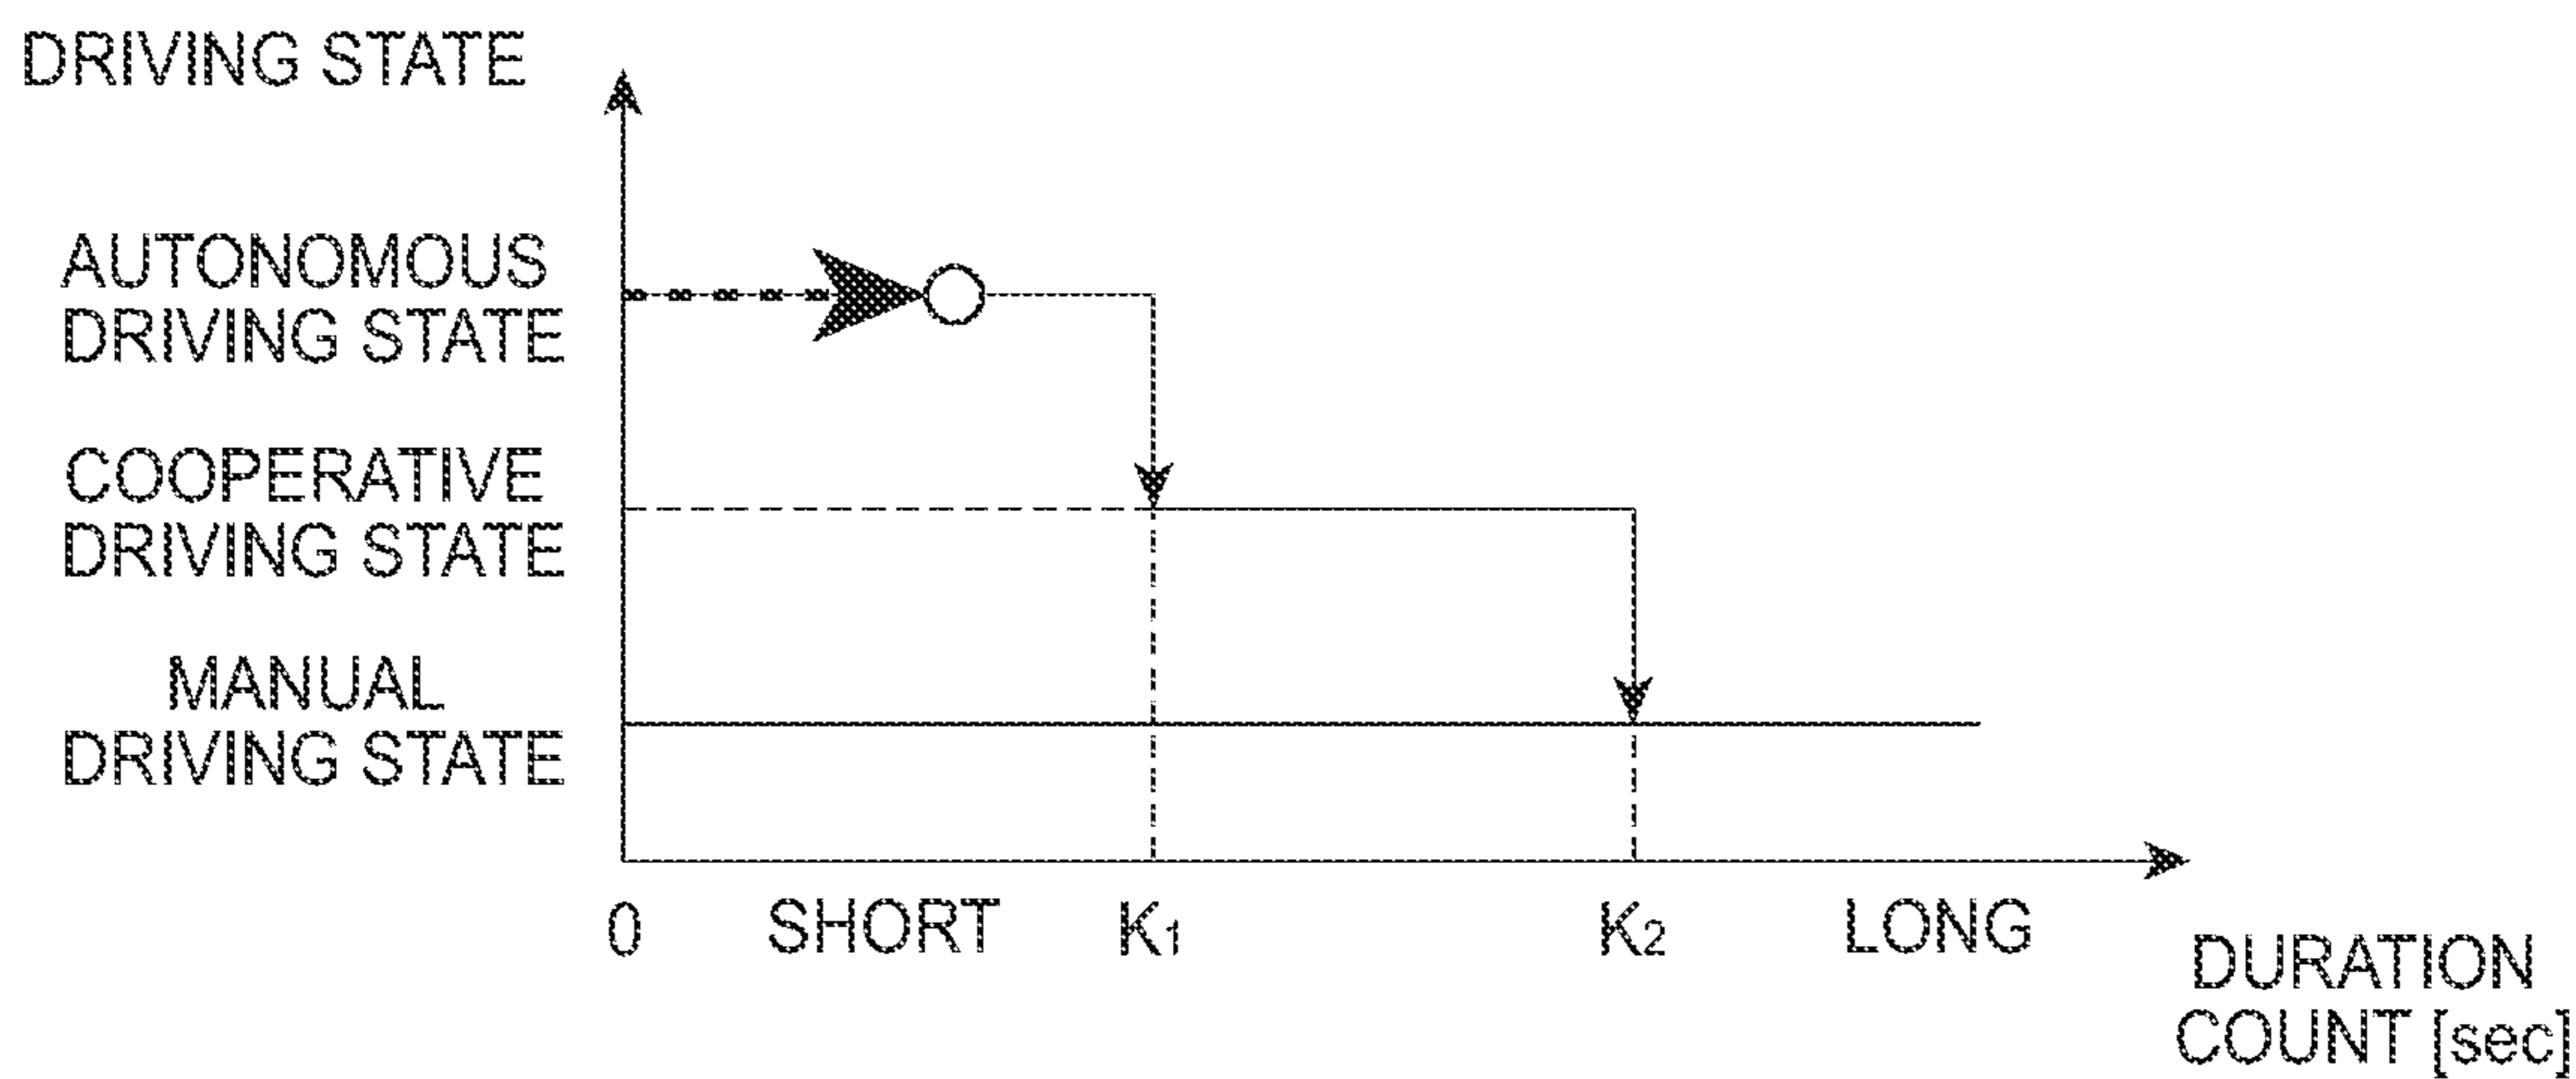 DRIVING STATE
AUTONOMOUS
DRIVING STATE
COOPERATIVE
DRIVING STATE
MANUAL
DRIVING STATE
0 SHORT K₁ K₂ LONG
DURATION
COUNT [sec]